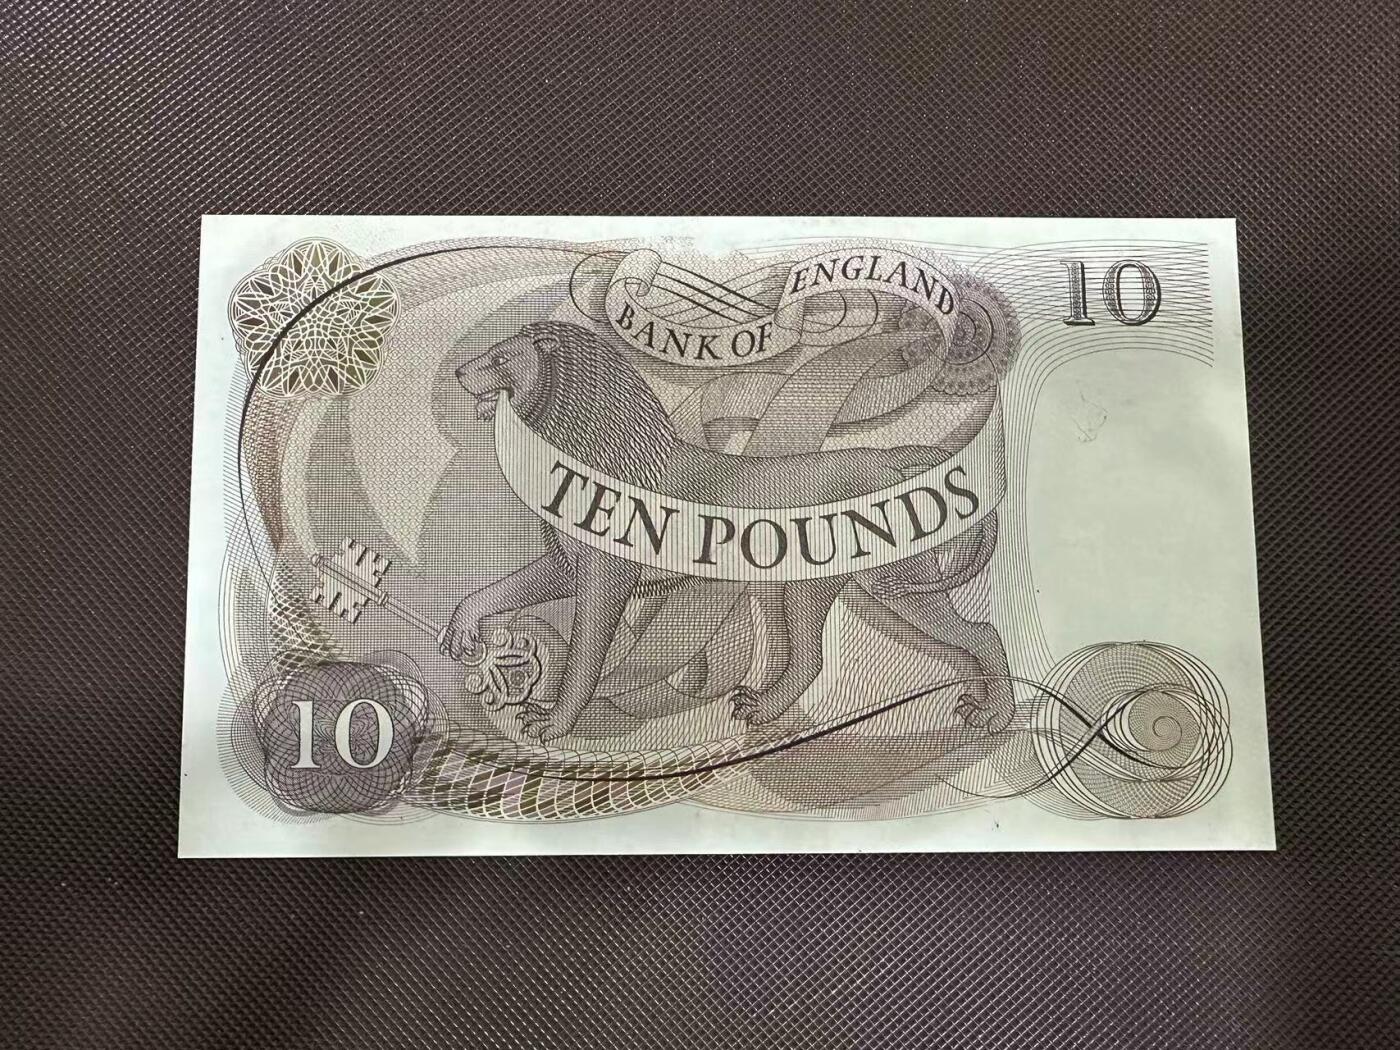 BANK OF ENGLAND
10
TEN POUNDS
10